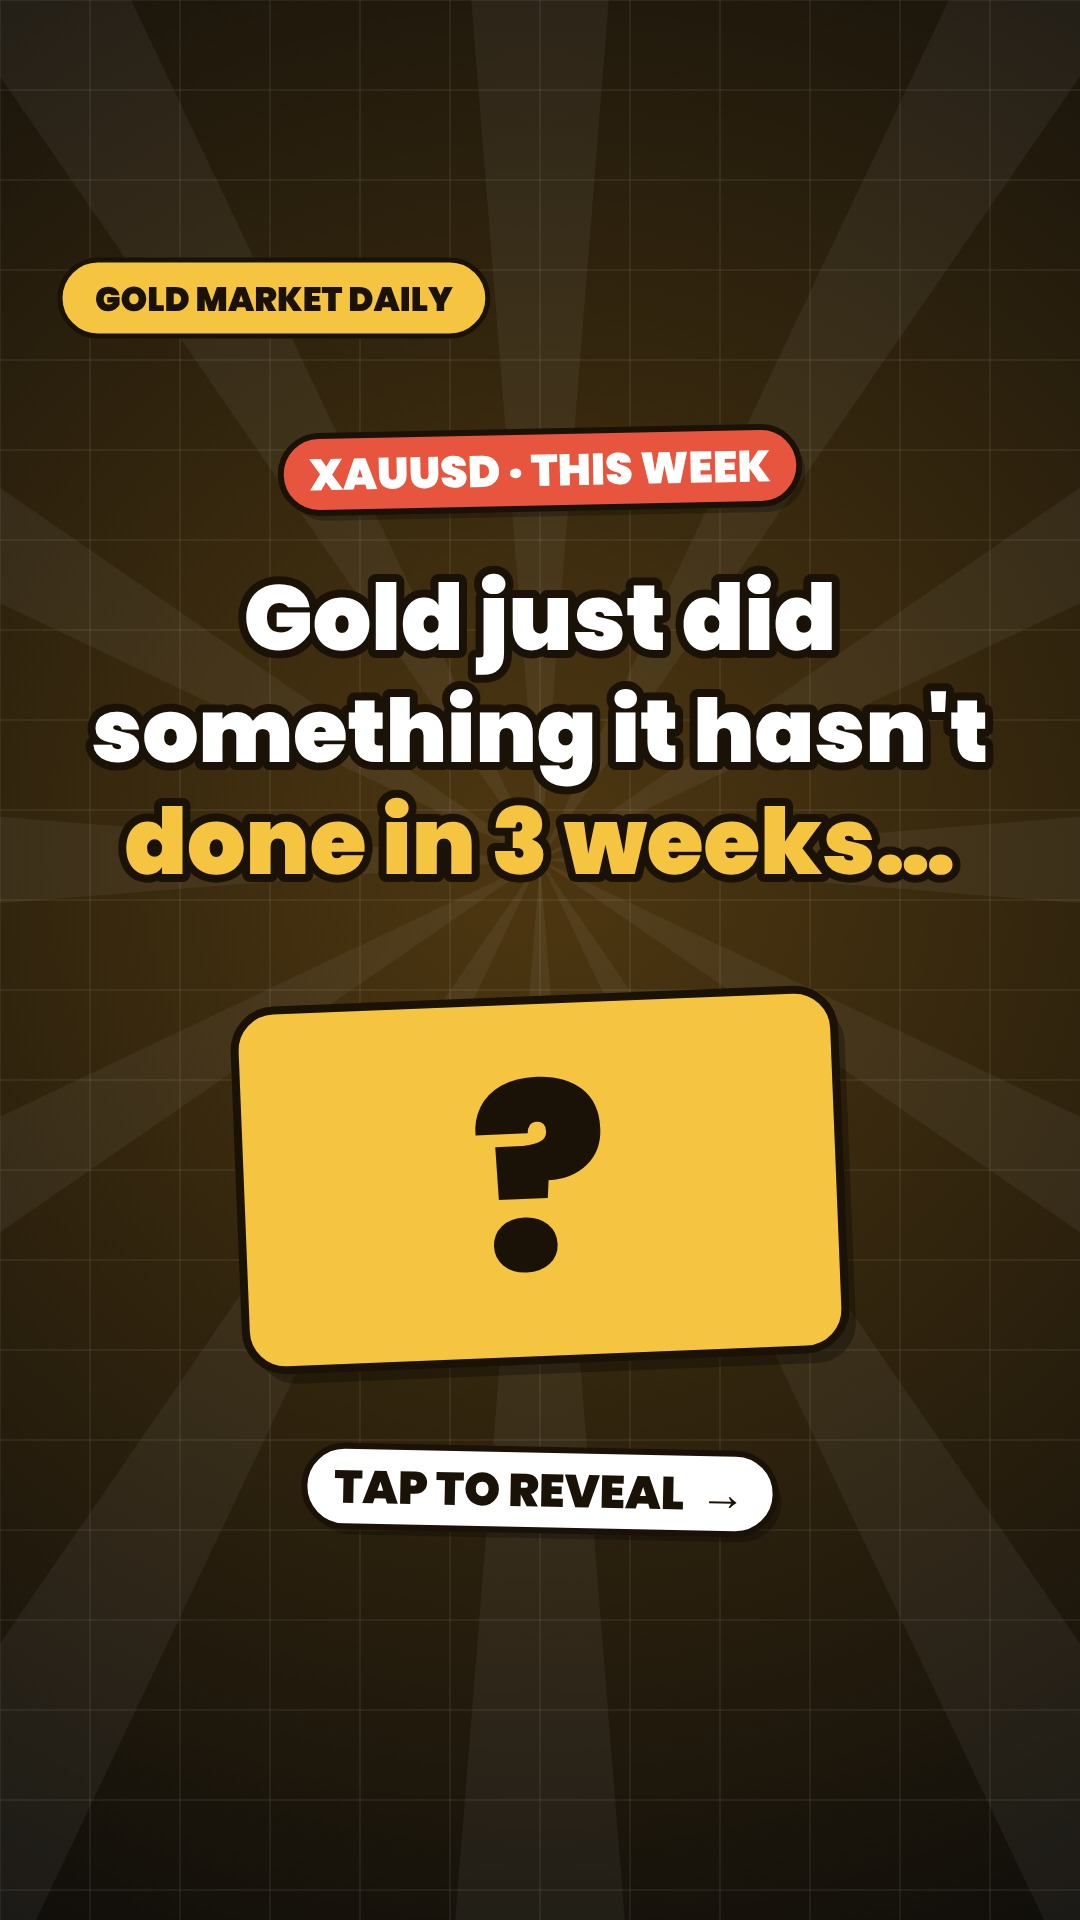 GOLD MARKET DAILY
XAUUSD • THIS WEEK
Gold just did
something it hasn't
done in 3 weeks...
?
TAP TO REVEAL →